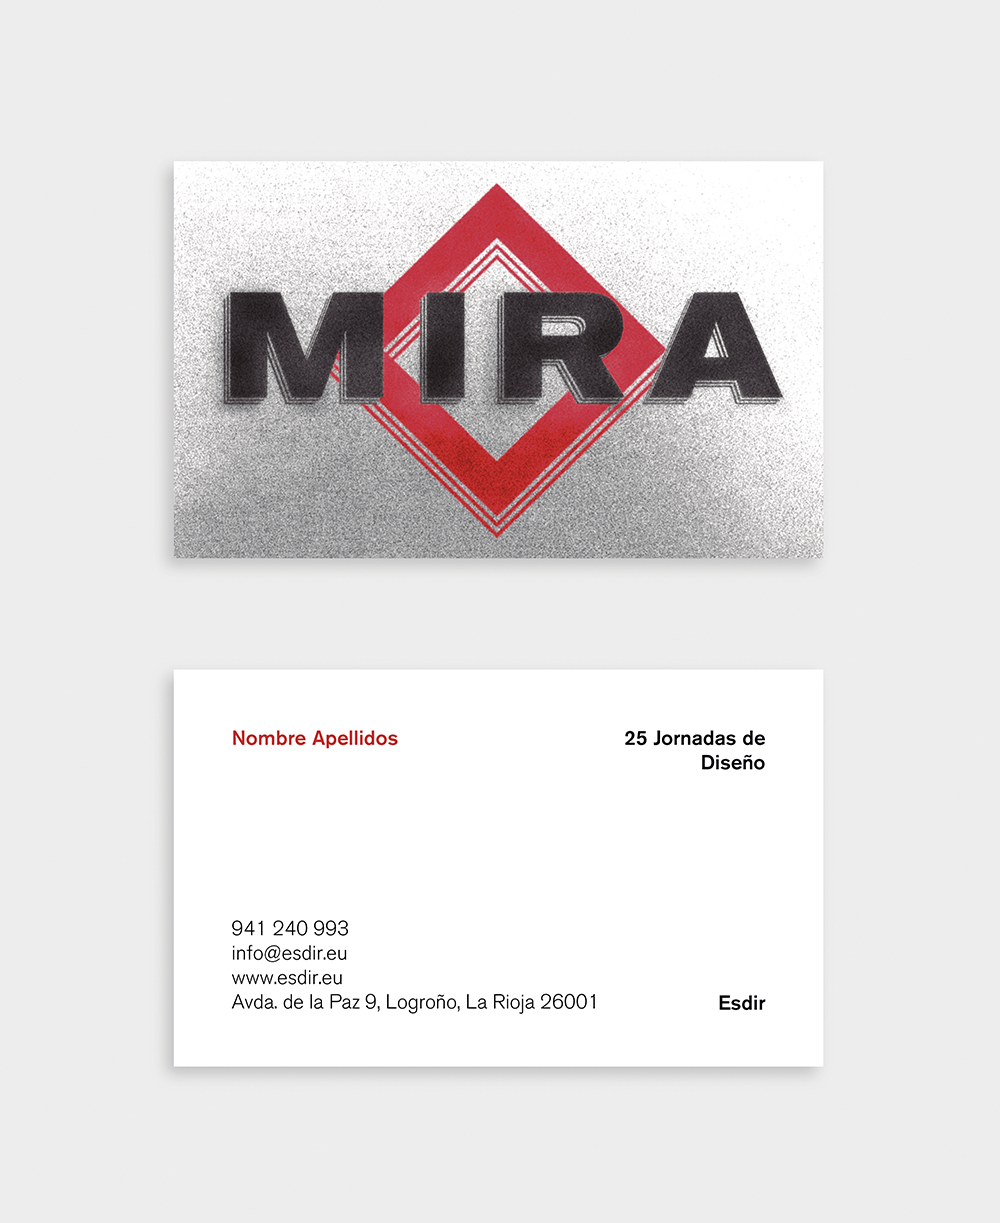 MIRA
Nombre Apellidos
25 Jornadas de
Diseño
941 240 993
info@esdir.eu
www.esdir.eu
Avda. de la Paz 9, Logroño, La Rioja 26001
Esdir